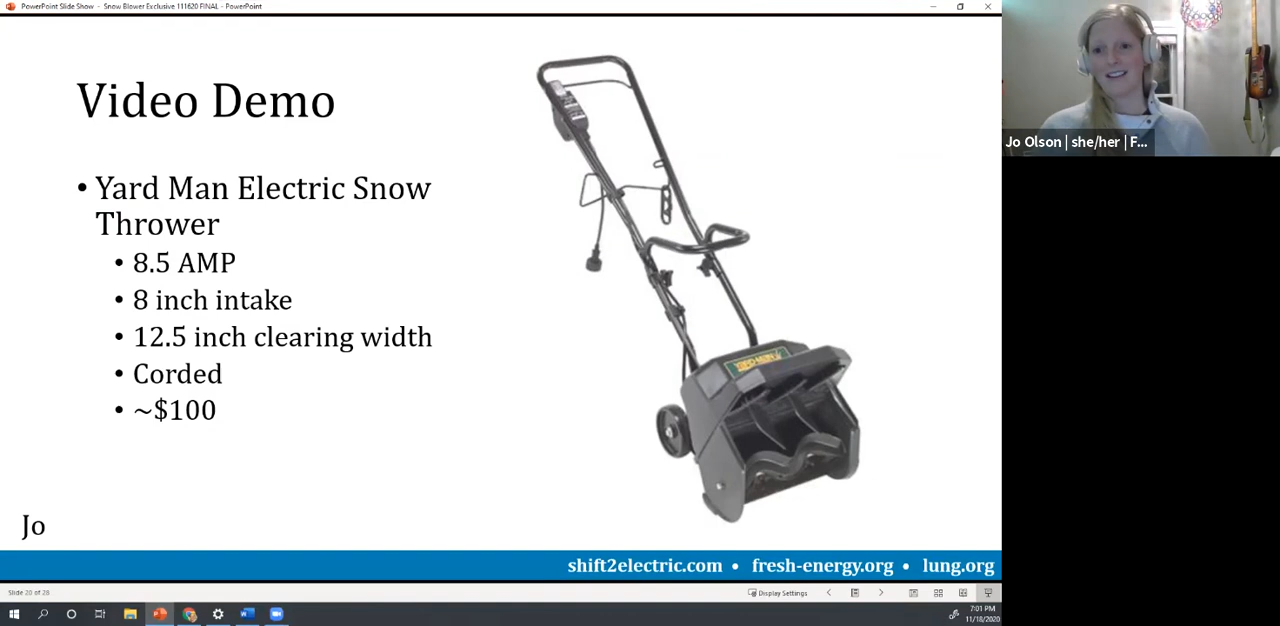 PowerPoint Slide Show - Snow Blower Exclusive 111620 FINAL - PowerPoint
Video Demo
• Yard Man Electric Snow
Thrower
• 8.5 AMP
• 8 inch intake
• 12.5 inch clearing width
• Corded
• ~$100
YARD-MAN
Jo
shift2electric.com • fresh-energy.org • lung.org
Jo Olson | she/her | F...
Slide 20 of 28
Display Settings
7:01 PM
11/18/2020